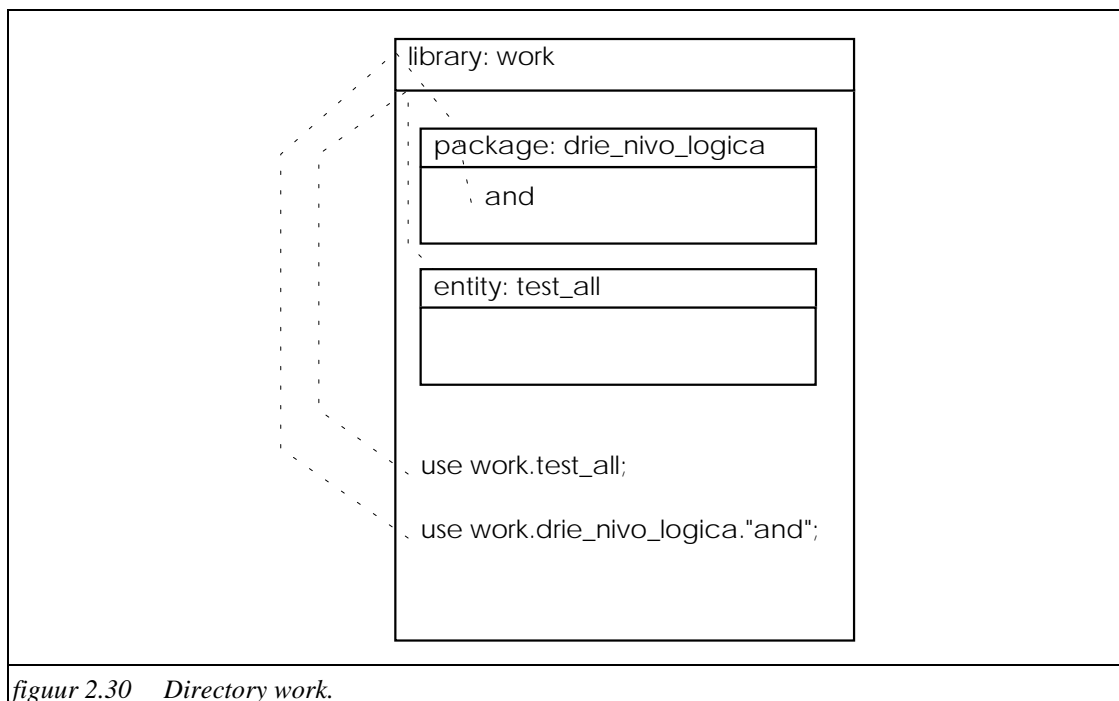 library: work
package: drie_nivo_logica
and
entity: test_all
use work.test_all;
use work.drie_nivo_logica."and";
figuur 2.30 Directory work.